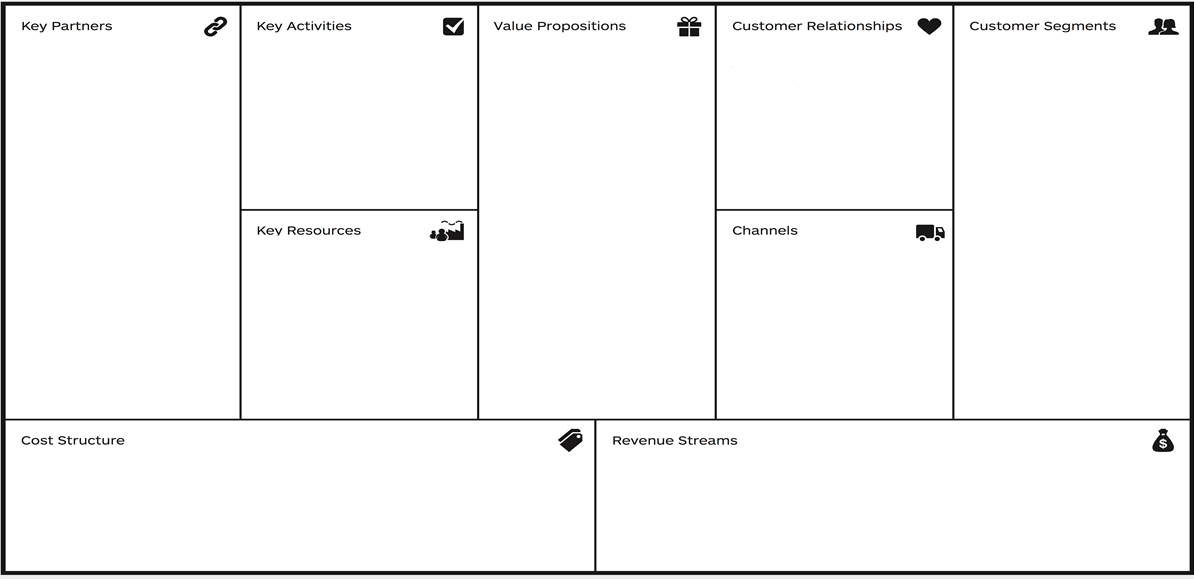 Key Partners
Key Activities
Value Propositions
Customer Relationships
Customer Segments
Key Resources
Channels
Cost Structure
Revenue Streams
$